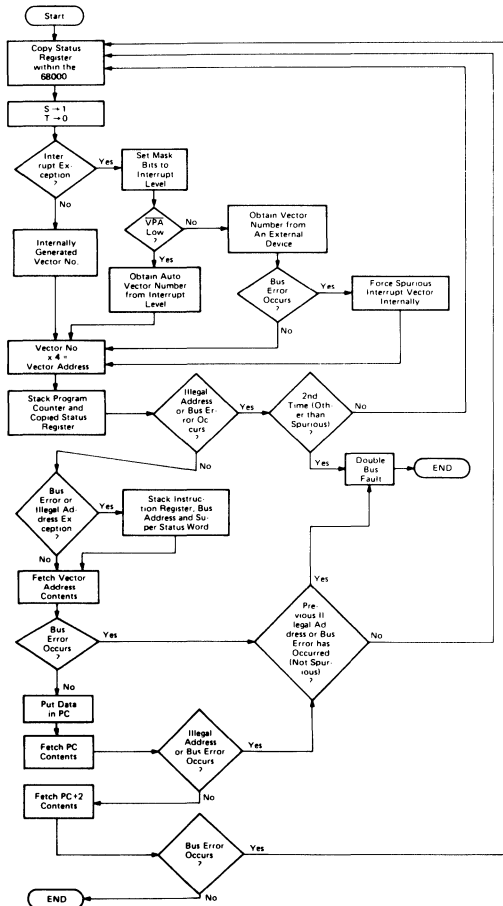 Start
Copy Status
Register
within the
68000
S → 1
T → 0
Inter
rupt Ex-
ception
?
Yes
No
Set Mask
Bits to
Interrupt
Level
VPA
Low
?
No
Yes
Obtain Vector
Number from
An External
Device
Internally
Generated
Vector No.
Obtain Auto
Vector Number
from Interrupt
Level
Bus
Error
Occurs
?
Yes
No
Force Spurious
Interrupt Vector
Internally
Vector No
x 4 =
Vector Address
Stack Program
Counter and
Copied Status
Register
Illegal
Address
or Bus Er-
ror Oc
curs
?
Yes
No
2nd
Time (Oth
er than
Spurious)
?
No
Yes
Double
Bus
Fault
END
Bus
Error or
Illegal Ad
dress Ex
ception
?
Yes
No
Stack Instruc-
tion Register, Bus
Address and Su
per Status Word
Fetch Vector
Address
Contents
Bus
Error
Occurs
?
Yes
No
Pre-
vious Il
legal Ad
dress or Bus
Error has
Occurred
(Not Spur-
ious)
?
Yes
No
Put Data
in PC
Fetch PC
Contents
Illegal
Address
or Bus Error
Occurs
?
Yes
No
Fetch PC+2
Contents
Bus Error
Occurs
?
Yes
No
END